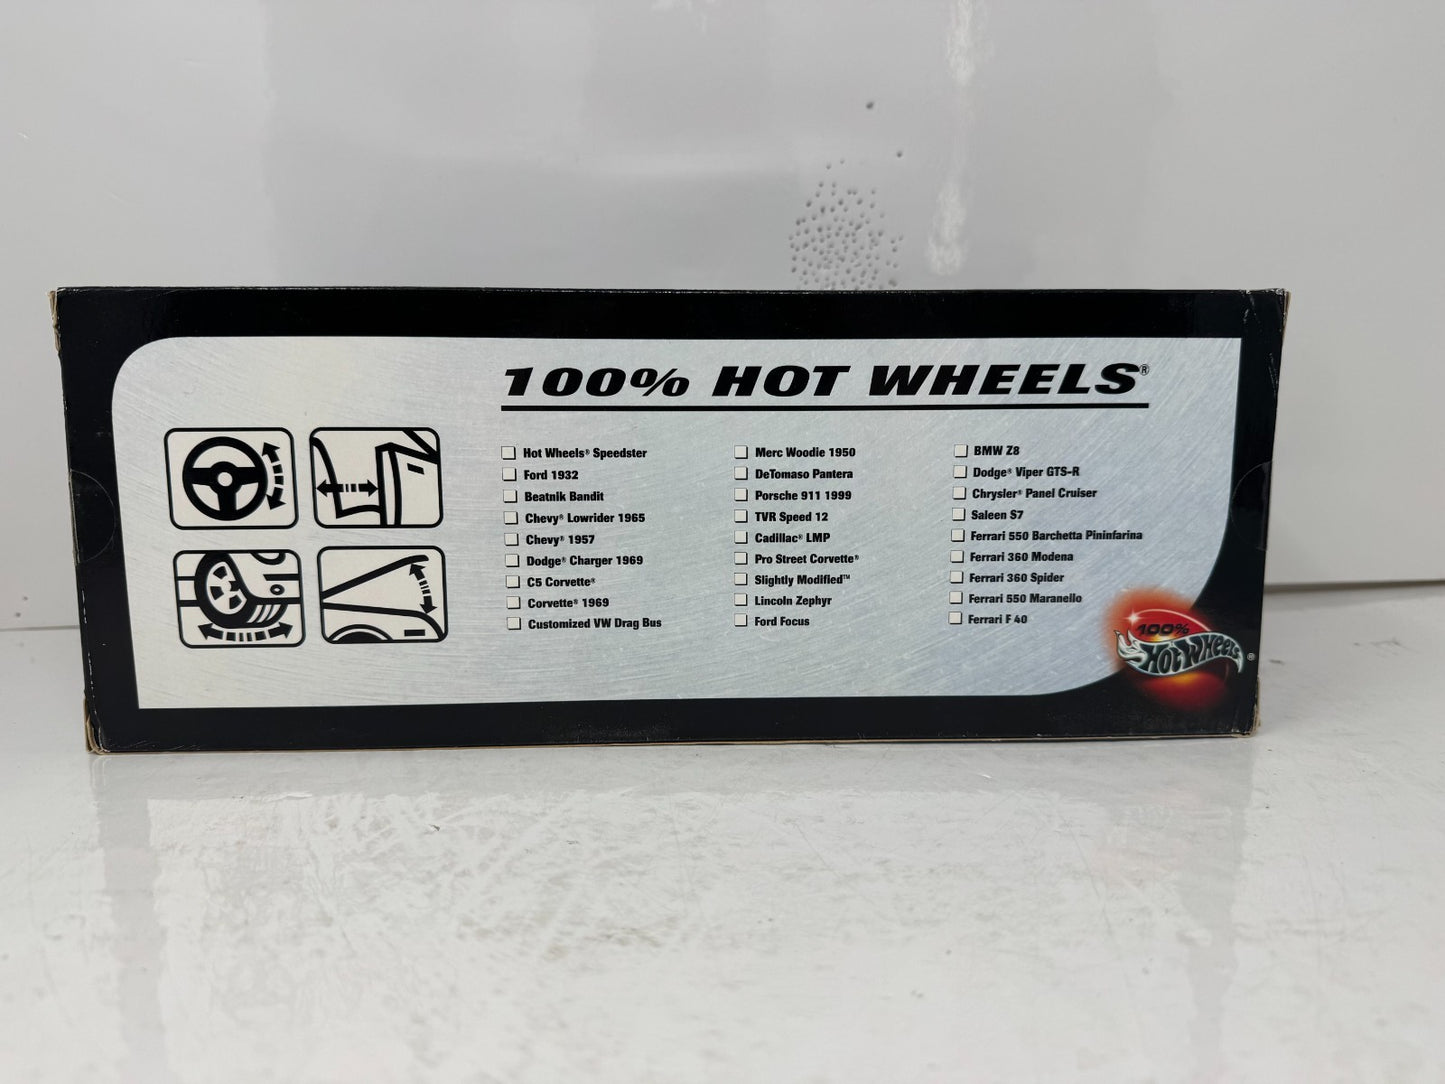 100% HOT WHEELS®
Hot Wheels® Speedster
Ford 1932
Beatnik Bandit
Chevy® Lowrider 1965
Chevy® 1957
Dodge® Charger 1969
C5 Corvette®
Corvette® 1969
Customized VW Drag Bus
Merc Woodie 1950
DeTomaso Pantera
Porsche 911 1999
TVR Speed 12
Cadillac® LMP
Pro Street Corvette®
Slightly Modified™
Lincoln Zephyr
Ford Focus
BMW Z8
Dodge® Viper GTS-R
Chrysler® Panel Cruiser
Saleen S7
Ferrari 550 Barchetta Pininfarina
Ferrari 360 Modena
Ferrari 360 Spider
Ferrari 550 Maranello
Ferrari F 40
100%
Hot Wheels®